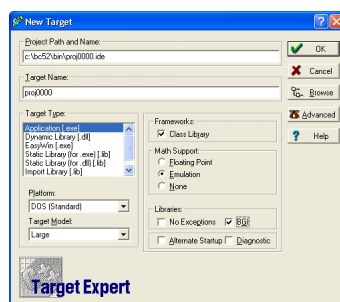 New Target
Project Path and Name:
c:\bc52\bin\proj0000.ide
OK
Cancel
Target Name:
Browse
proj0000
Advanced
Target Type:
Help
Application [.exe]
Dynamic Library [.dll]
EasyWin [.exe]
Static Library (for .exe) [.lib]
Static Library (for .dll) [.lib]
Import Library [.lib]
Frameworks:
Class Library
Math Support:
Floating Point
Emulation
None
Platform:
DOS (Standard)
Target Model:
Large
Libraries:
No Exceptions
BGI
Alternate Startup
Diagnostic
Target Expert